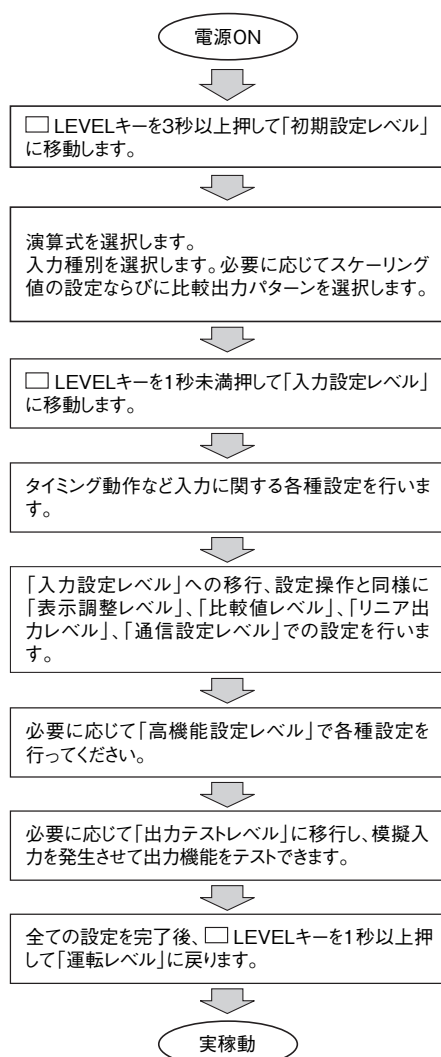 電源ON
□ LEVELキーを3秒以上押して「初期設定レベル」
に移動します。
演算式を選択します。
入力種別を選択します。必要に応じてスケーリング
値の設定ならびに比較出力パターンを選択します。
□ LEVELキーを1秒未満押して「入力設定レベル」
に移動します。
タイミング動作など入力に関する各種設定を行いま
す。
「入力設定レベル」への移行、設定操作と同様に
「表示調整レベル」、「比較値レベル」、「リニア出
力レベル」、「通信設定レベル」での設定を行いま
す。
必要に応じて「高機能設定レベル」で各種設定を
行ってください。
必要に応じて「出力テストレベル」に移行し、模擬入
力を発生させて出力機能をテストできます。
全ての設定を完了後、□ LEVELキーを1秒以上押
して「運転レベル」に戻ります。
実稼動